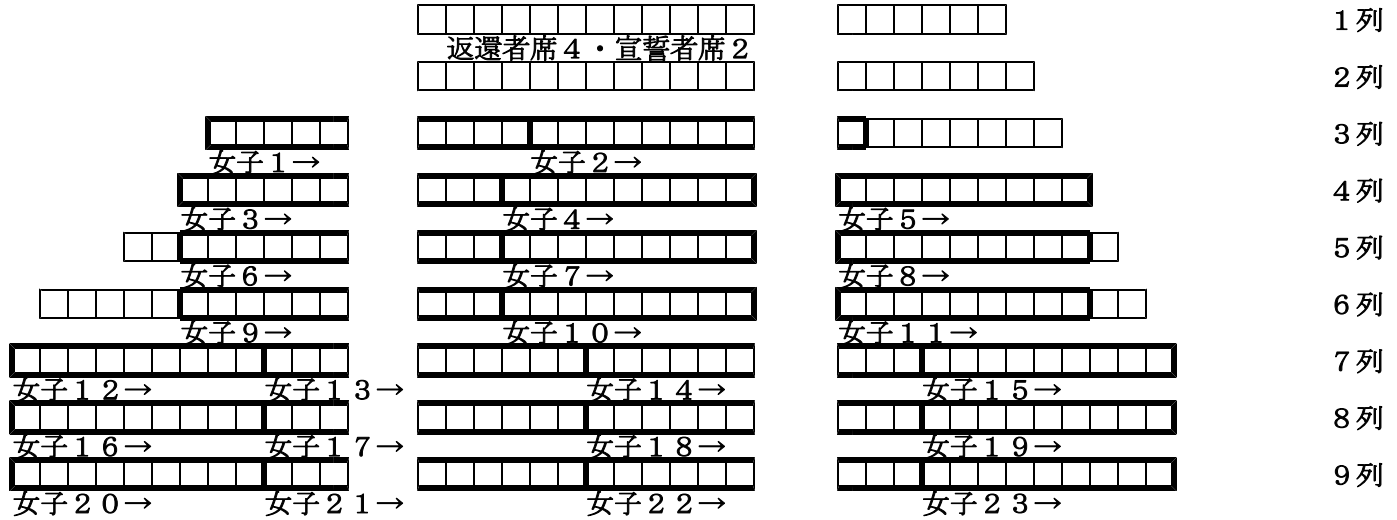 １列
返還者席４・宣誓者席２
２列
３列
女子１→ 女子２→
４列
女子３→ 女子４→ 女子５→
５列
女子６→ 女子７→ 女子８→
６列
女子９→ 女子１０→ 女子１１→
７列
女子１２→ 女子１３→ 女子１４→ 女子１５→
８列
女子１６→ 女子１７→ 女子１８→ 女子１９→
９列
女子２０→ 女子２１→ 女子２２→ 女子２３→